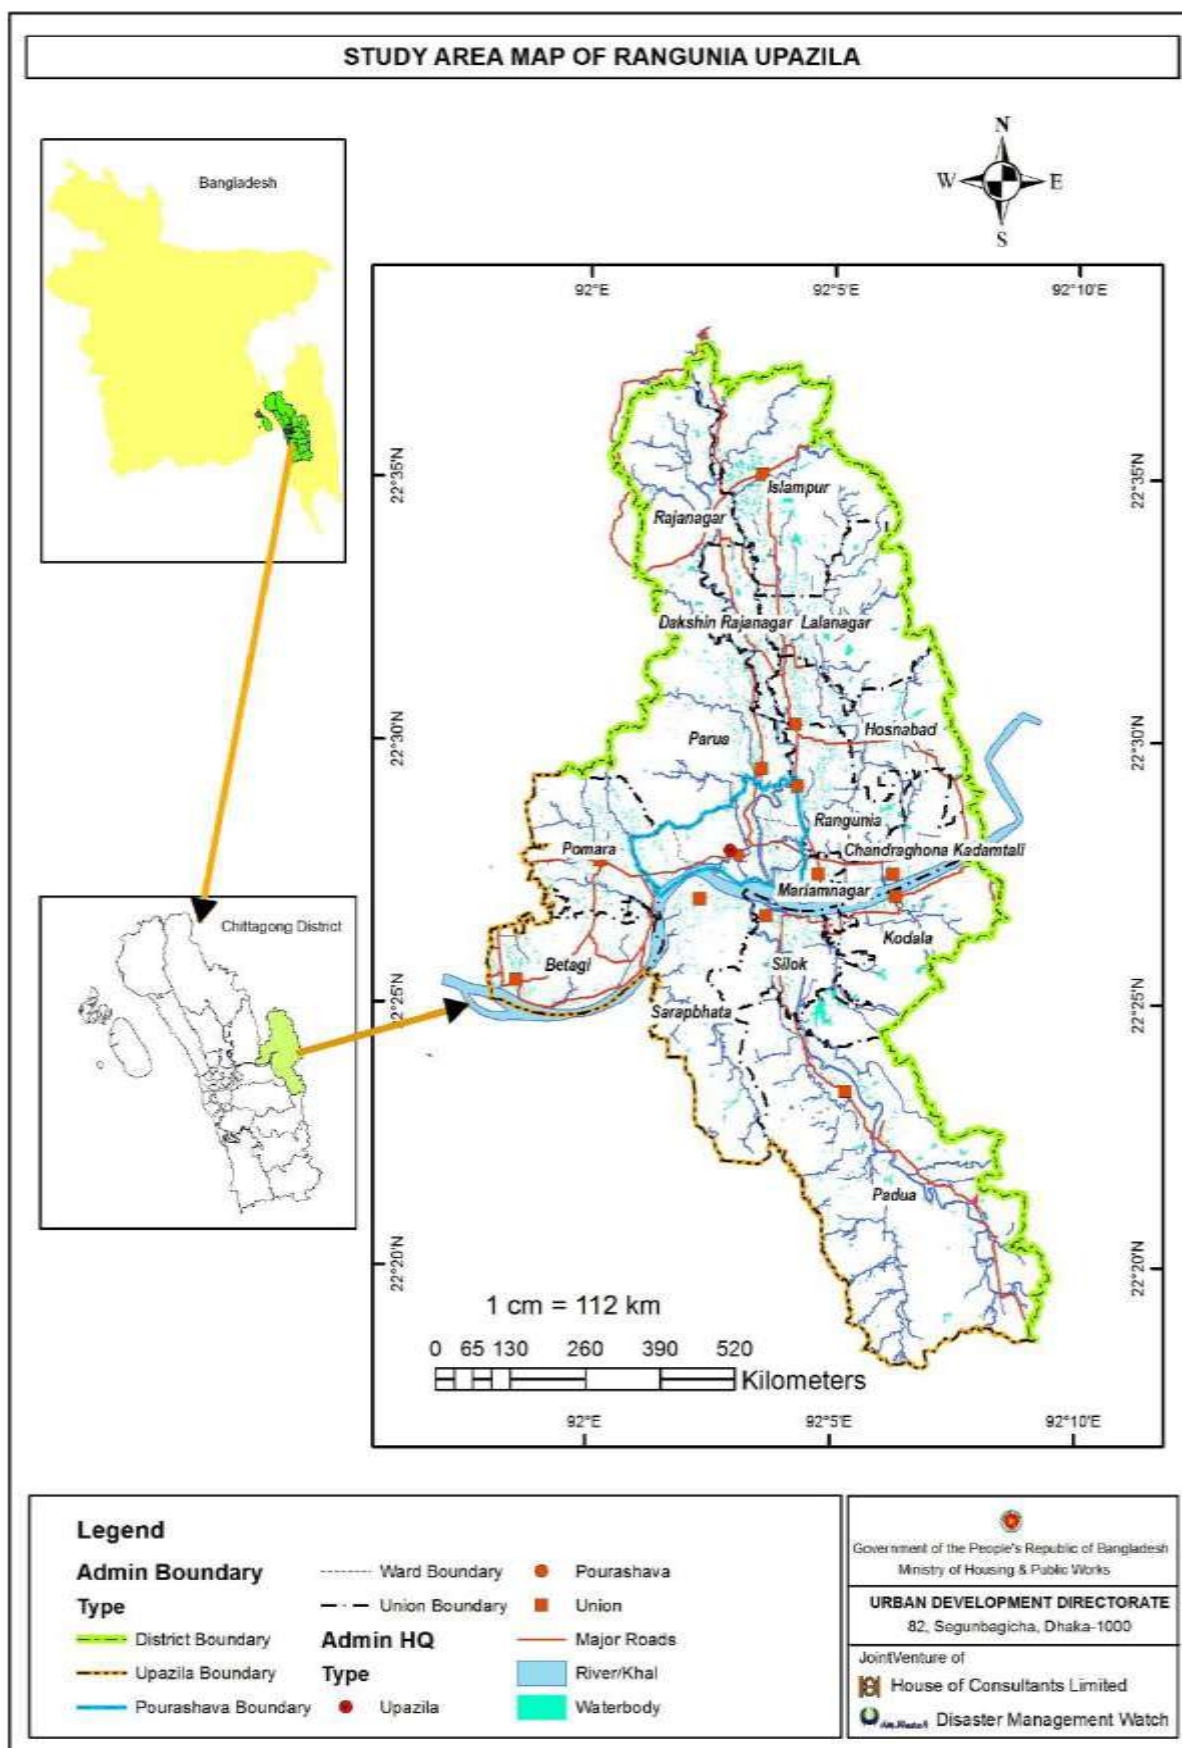 STUDY AREA MAP OF RANGUNIA UPAZILA
Bangladesh
N
W E
S
92°E 92°5'E 92°10'E
22°35'N
22°35'N
Islampur
Rajanagar
Dakshin Rajanagar Lalanagar
22°30'N
22°30'N
Parua
Hosnabad
Rangunia
Pomara
Chandraghona Kadamtali
Mariamnagar
Chittagong District
Kodala
Betagi
Silok
2°25'N
22°25'N
Sarapbhata
Padua
22°20'N
22°20'N
1 cm = 112 km
0 65 130 260 390 520
Kilometers
92°E 92°5'E 92°10'E
Legend
Admin Boundary
Type
District Boundary
Upazila Boundary
Pourashava Boundary
Ward Boundary
Union Boundary
Admin HQ
Type
Upazila
Pourashava
Union
Major Roads
River/Khal
Waterbody
Government of the People's Republic of Bangladesh
Ministry of Housing & Public Works
URBAN DEVELOPMENT DIRECTORATE
82, Segunbagicha, Dhaka-1000
JointVenture of
House of Consultants Limited
Disaster Management Watch